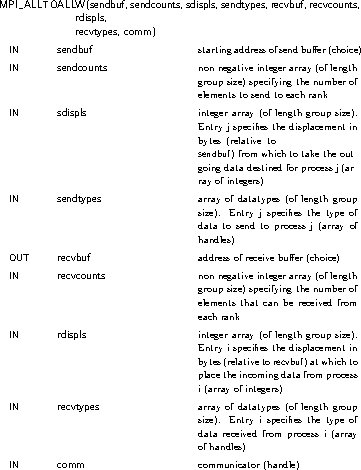 MPI_ALLTOALLW(sendbuf, sendcounts, sdispls, sendtypes, recvbuf, recvcounts,
rdispls,
recvtypes, comm)
IN sendbuf starting address of send buffer (choice)
IN sendcounts non negative integer array (of length
group size) specifying the number of
elements to send to each rank
IN sdispls integer array (of length group size).
Entry j specifies the displacement in
bytes (relative to
sendbuf) from which to take the out
going data destined for process j (ar
ray of integers)
IN sendtypes array of datatypes (of length group
size). Entry j specifies the type of
data to send to process j (array of
handles)
OUT recvbuf address of receive buffer (choice)
IN recvcounts non negative integer array (of length
group size) specifying the number of
elements that can be received from
each rank
IN rdispls integer array (of length group size).
Entry i specifies the displacement in
bytes (relative to recvbuf) at which to
place the incoming data from process
i (array of integers)
IN recvtypes array of datatypes (of length group
size). Entry i specifies the type of
data received from process i (array
of handles)
IN comm communicator (handle)